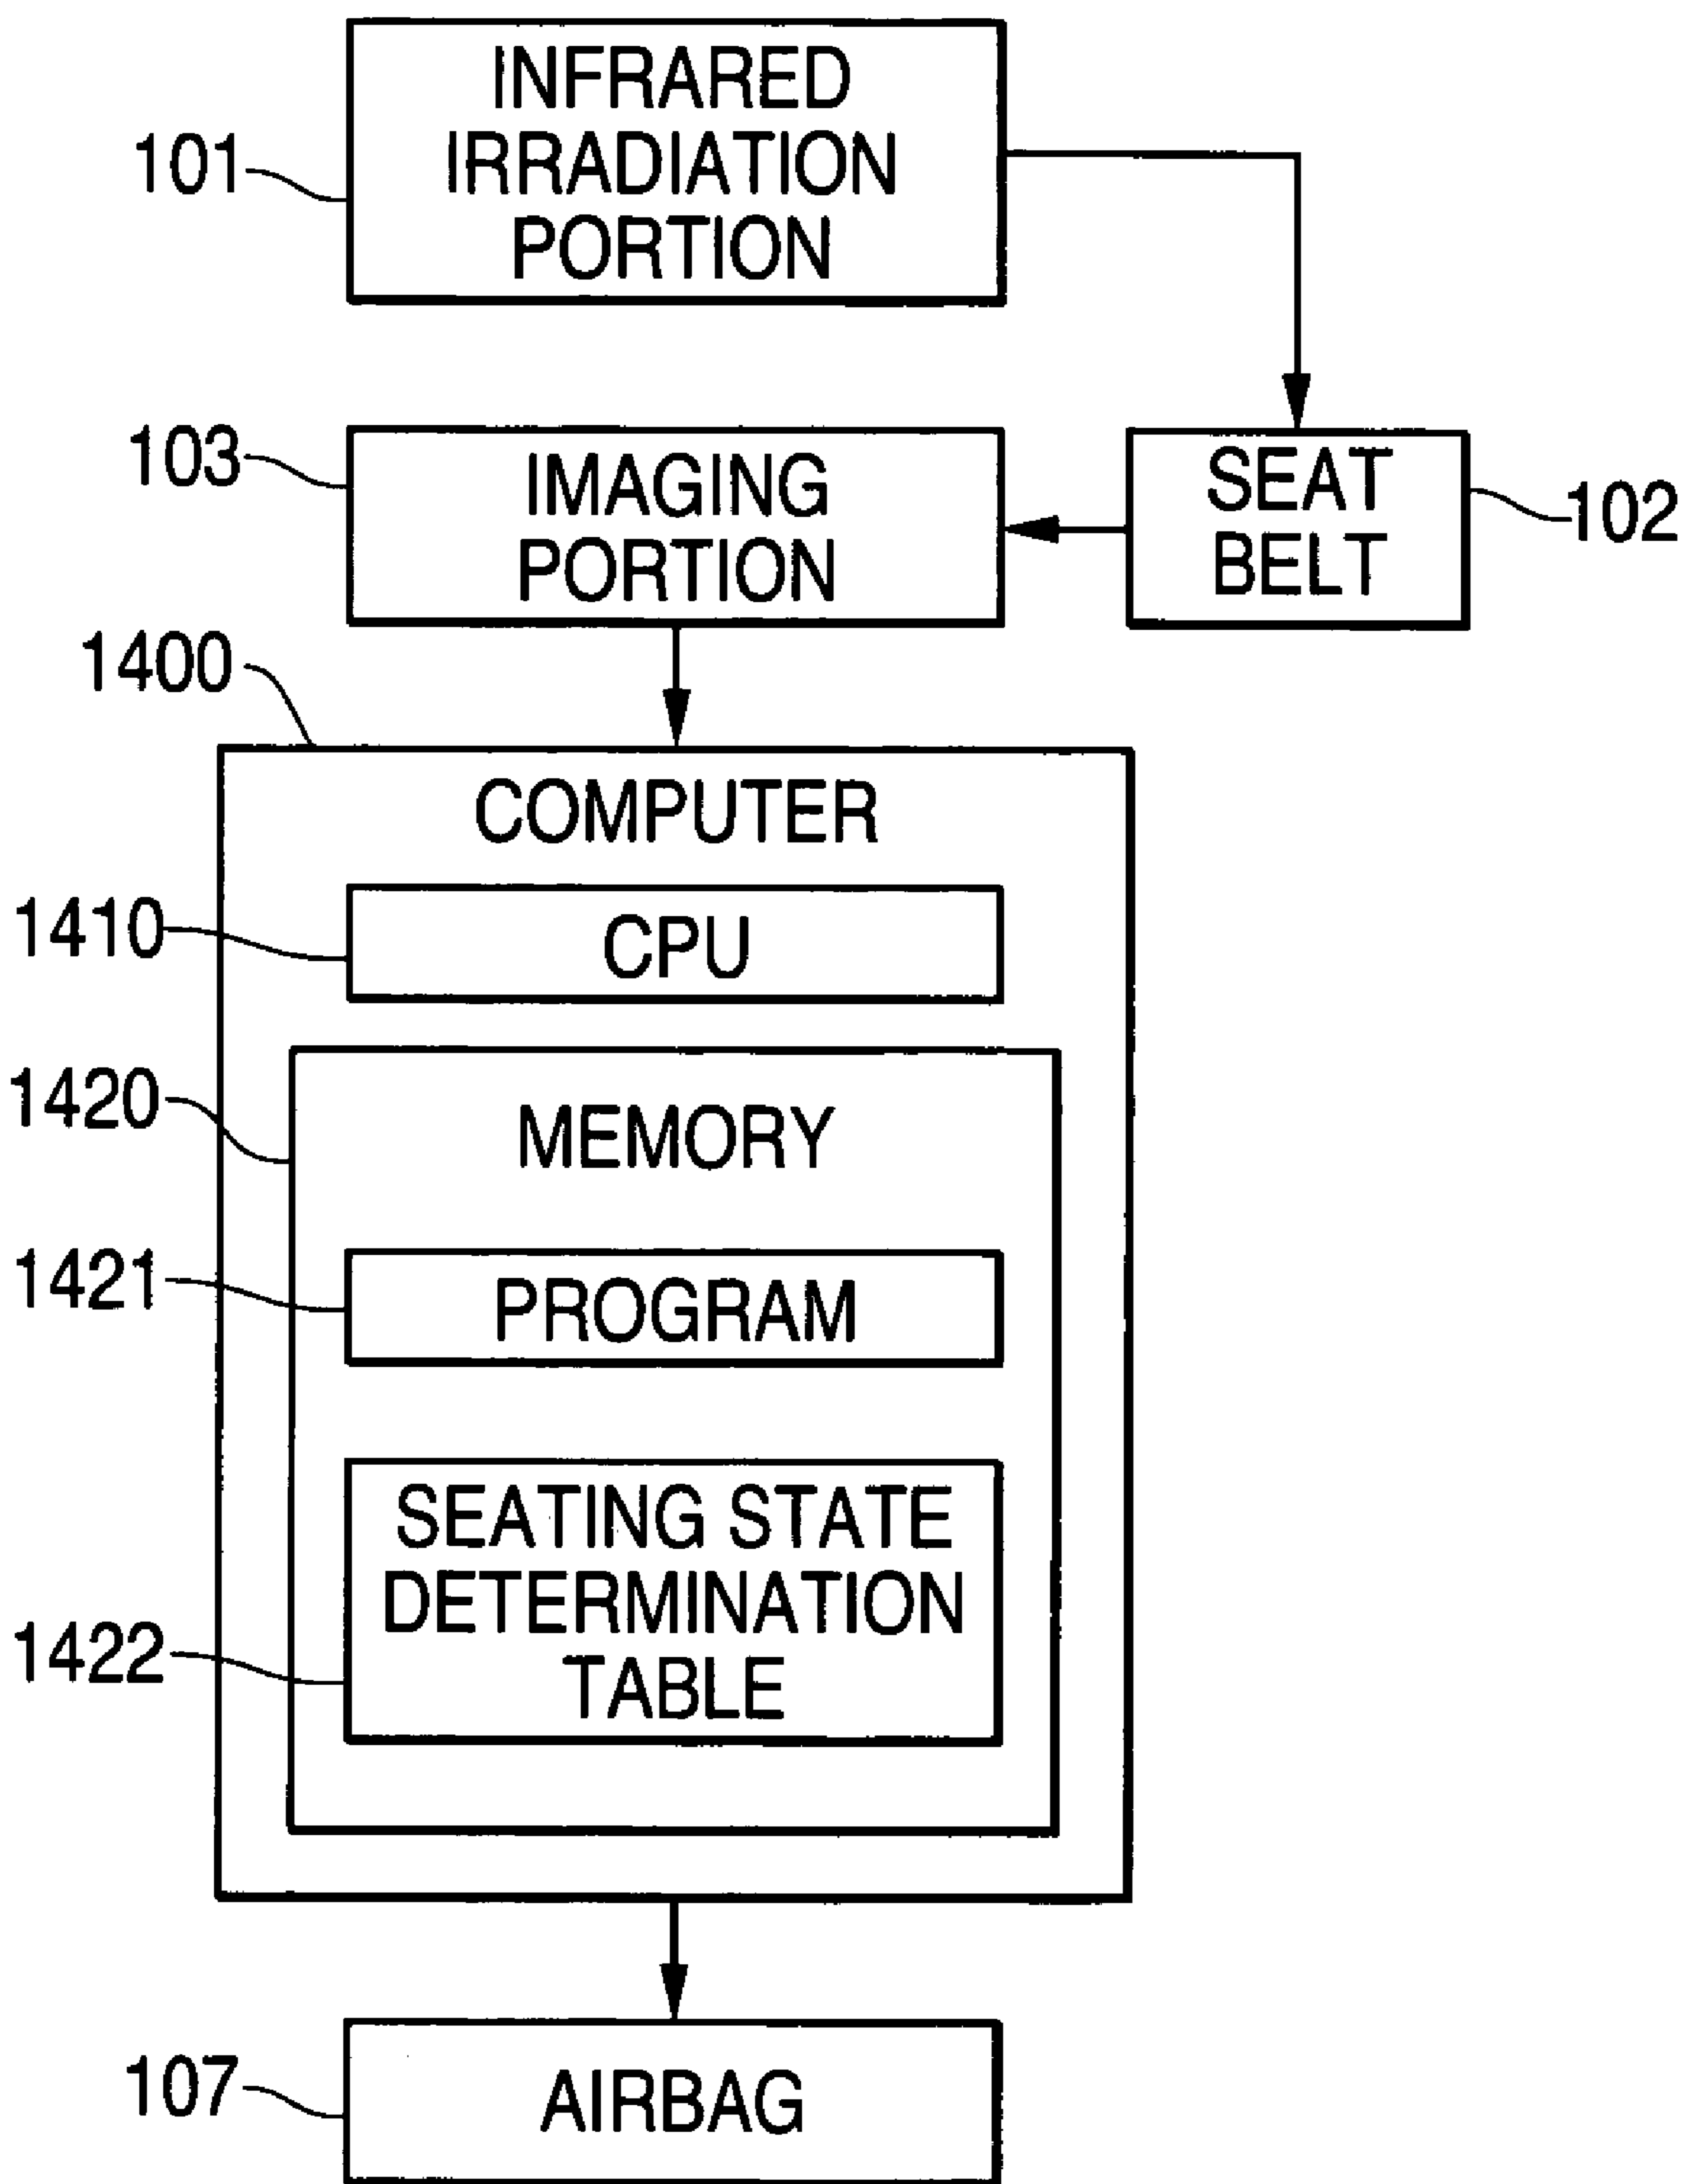 INFRARED
IRRADIATION
PORTION
101
103
IMAGING
PORTION
SEAT
BELT
102
1400
COMPUTER
1410
CPU
1420
MEMORY
1421
PROGRAM
SEATING STATE
DETERMINATION
TABLE
1422
107
AIRBAG